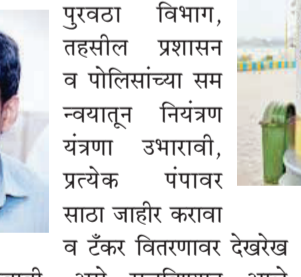 पुरवठा विभाग,
तहसील प्रशासन
व पोलिसांच्या सम
न्वयातून नियंत्रण
यंत्रणा उभारावी,
प्रत्येक पंपावर
साठा जाहीर करावा
व टँकर वितरणावर देखरेख